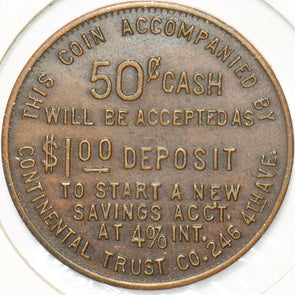 THIS COIN ACCOMPANIED BY
50¢ CASH
WILL BE ACCEPTED AS
$1.00 DEPOSIT
TO START A NEW
SAVINGS ACCT.
AT 4% INT.
CONTINENTAL TRUST CO. 246 4TH AVE.